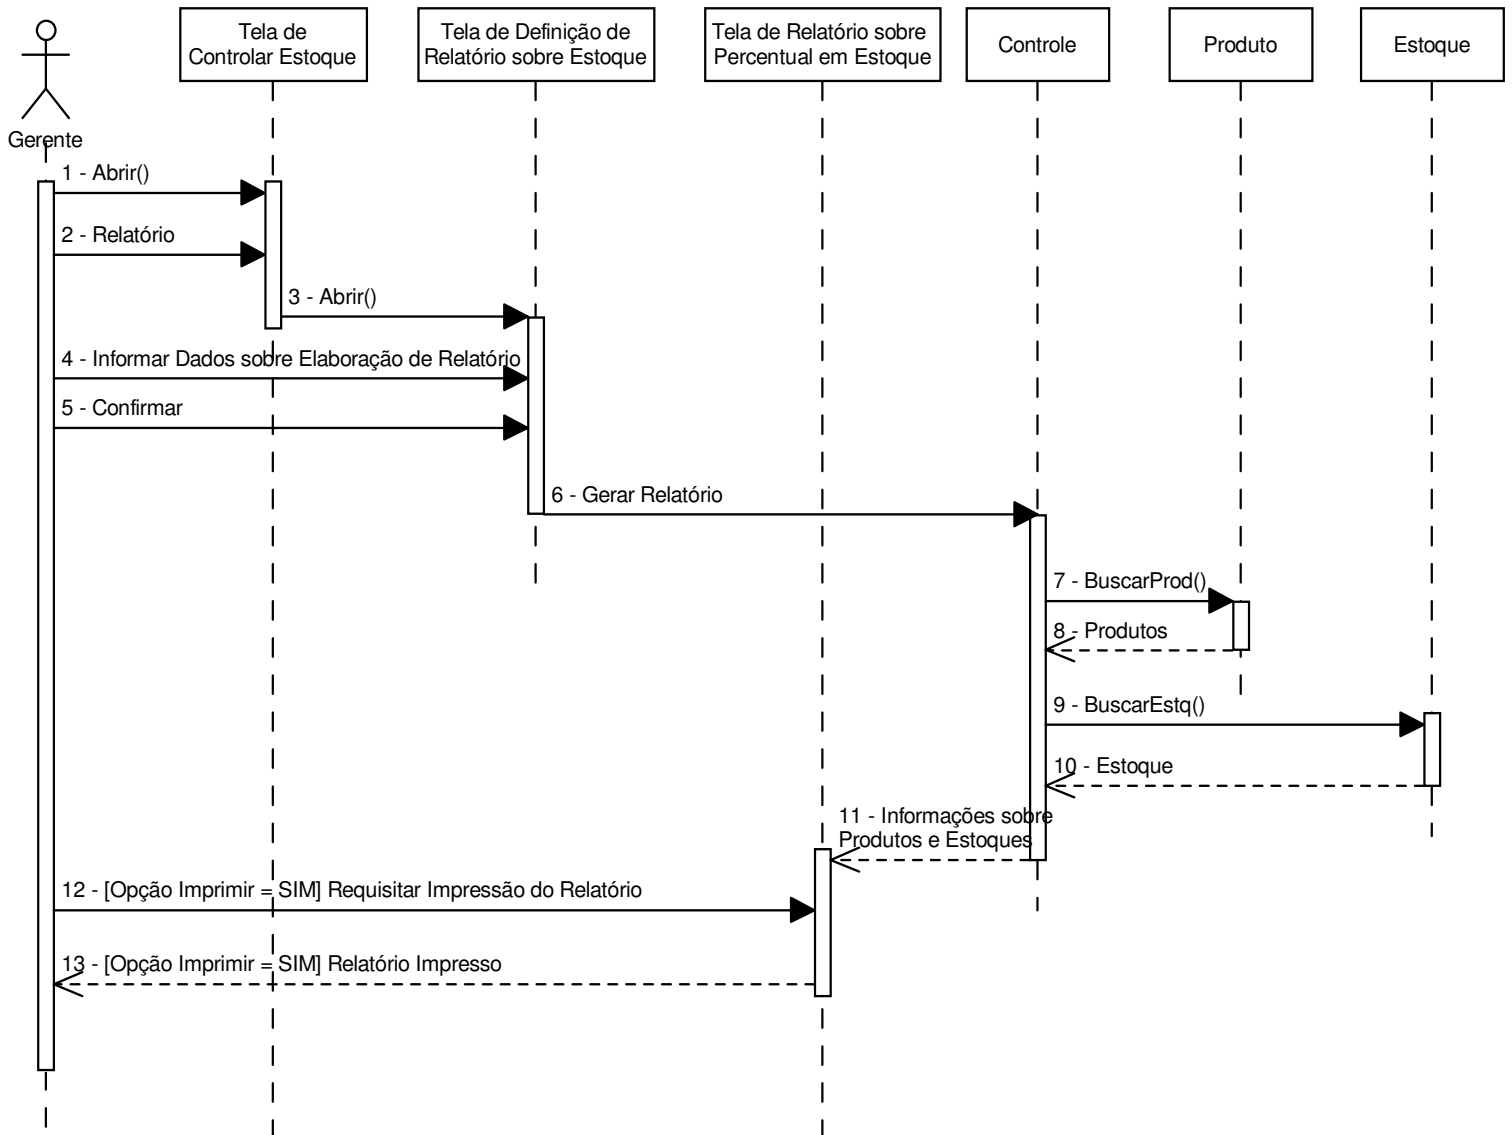 Tela de
Controlar Estoque
Tela de Definição de
Relatório sobre Estoque
Tela de Relatório sobre
Percentual em Estoque
Controle
Produto
Estoque
Gerente
1 - Abrir()
2 - Relatório
3 - Abrir()
4 - Informar Dados sobre Elaboração de Relatório
5 - Confirmar
6 - Gerar Relatório
7 - BuscarProd()
8 - Produtos
9 - BuscarEstq()
10 - Estoque
11 - Informações sobre
Produtos e Estoques
12 - [Opção Imprimir = SIM] Requisitar Impressão do Relatório
13 - [Opção Imprimir = SIM] Relatório Impresso